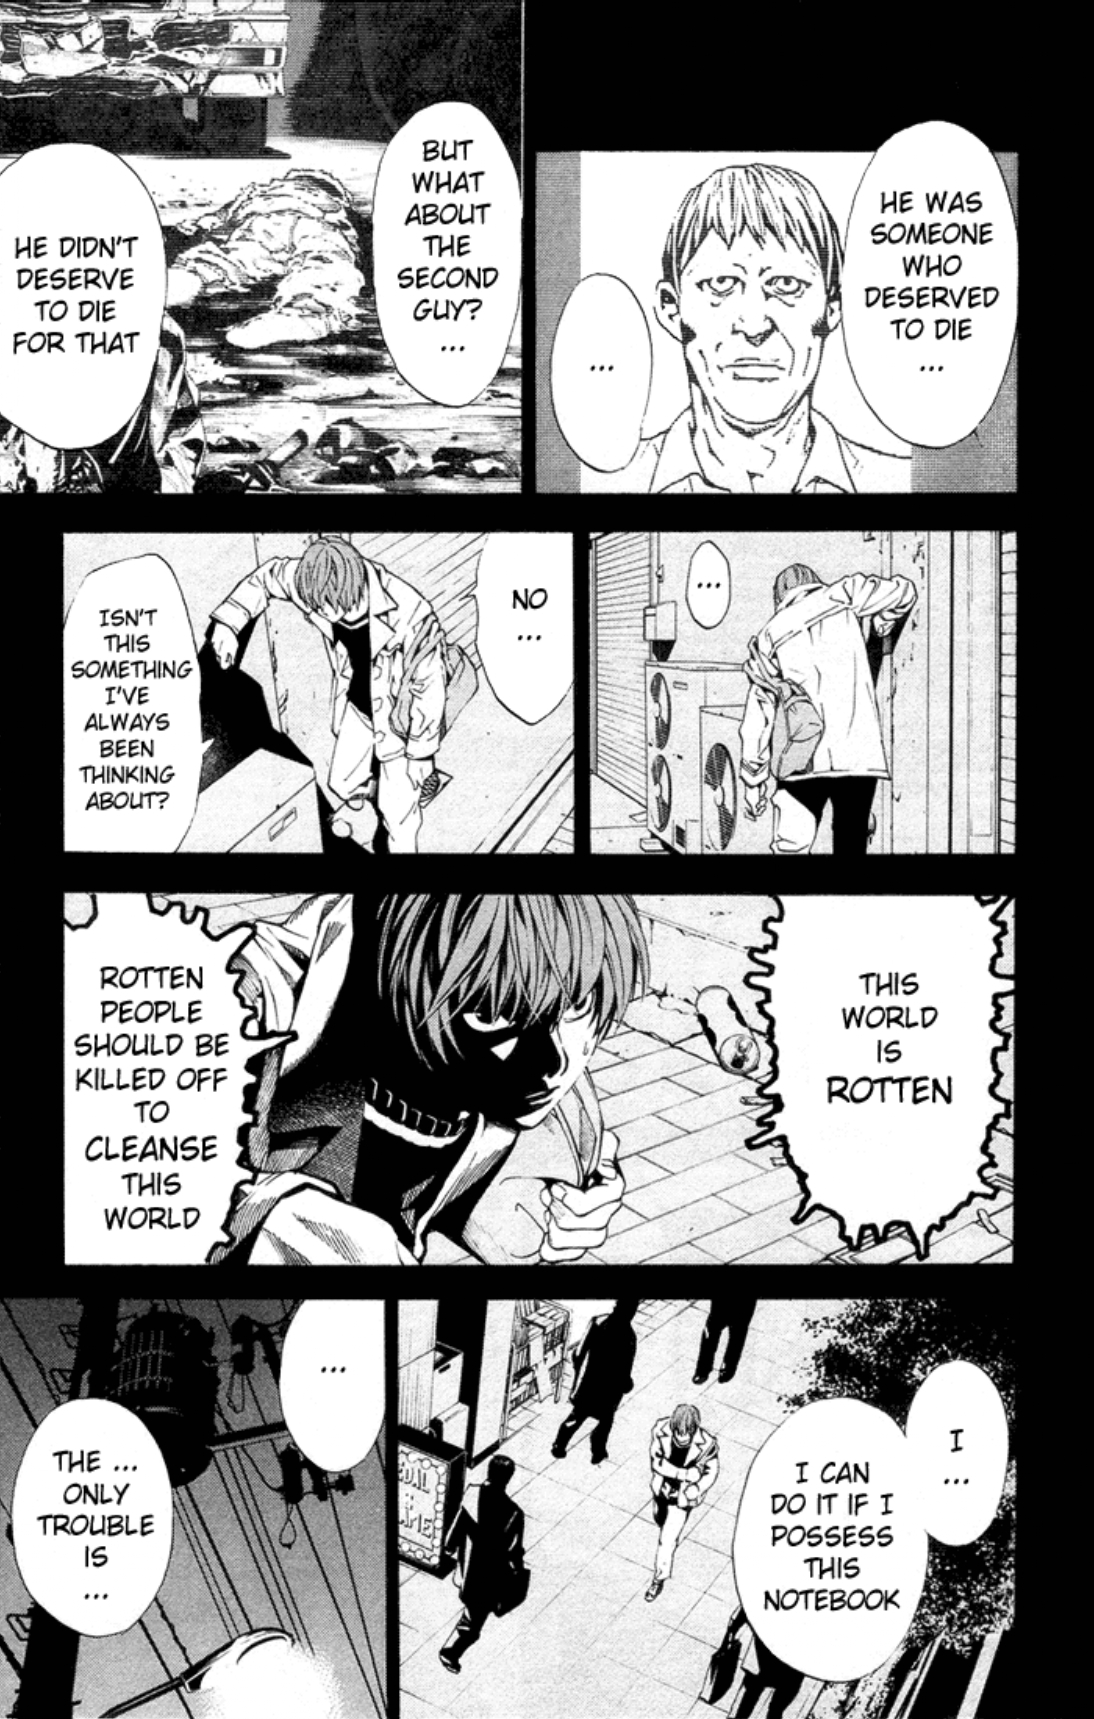 HE WAS
SOMEONE
WHO
DESERVED
TO DIE
...
...
BUT
WHAT
ABOUT
THE
SECOND
GUY?
...
HE DIDN'T
DESERVE
TO DIE
FOR THAT
...
NO
...
ISN'T
THIS
SOMETHING
I'VE
ALWAYS
BEEN
THINKING
ABOUT?
THIS
WORLD
IS
ROTTEN
ROTTEN
PEOPLE
SHOULD BE
KILLED OFF
TO
CLEANSE
THIS
WORLD
I
...
I CAN
DO IT IF I
POSSESS
THIS
NOTEBOOK
...
THE ...
ONLY
TROUBLE
IS
...